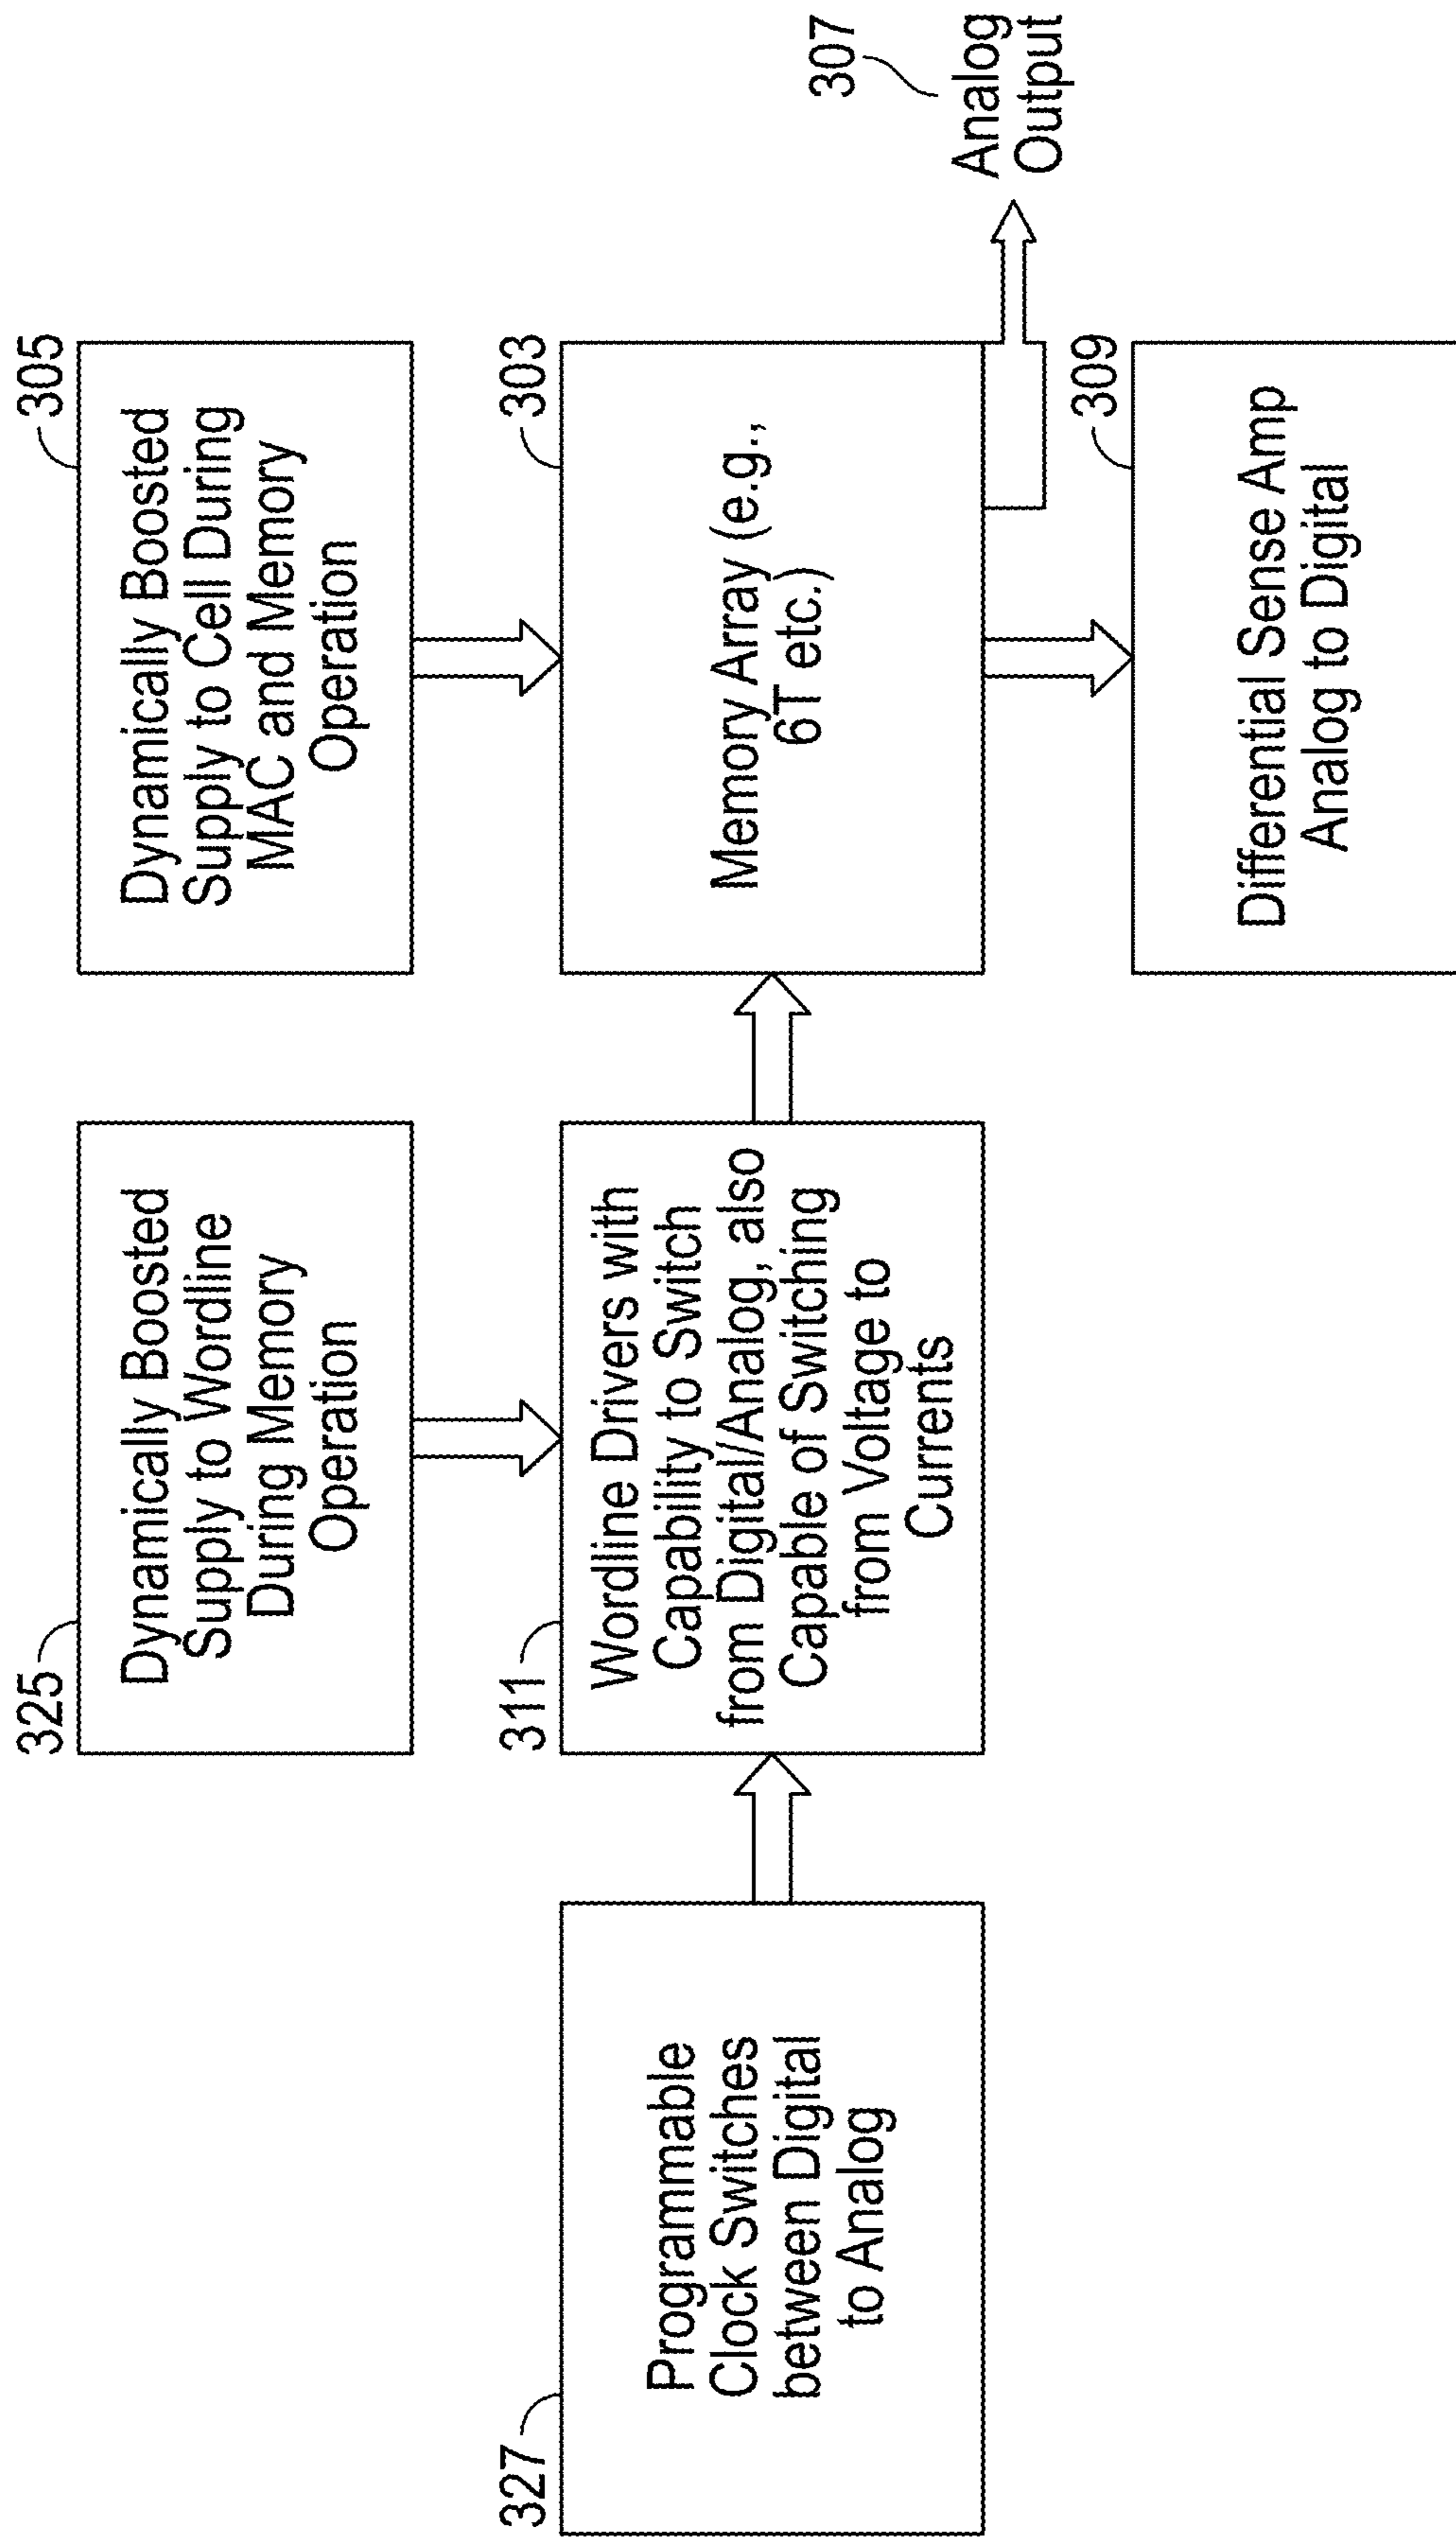 325
Dynamically Boosted
Supply to Wordline
During Memory
Operation
305
Dynamically Boosted
Supply to Cell During
MAC and Memory
Operation
327
Programmable
Clock Switches
between Digital
to Analog
311
Wordline Drivers with
Capability to Switch
from Digital/Analog, also
Capable of Switching
from Voltage to
Currents
303
Memory Array (e.g.,
6T etc.)
307
Analog
Output
309
Differential Sense Amp
Analog to Digital